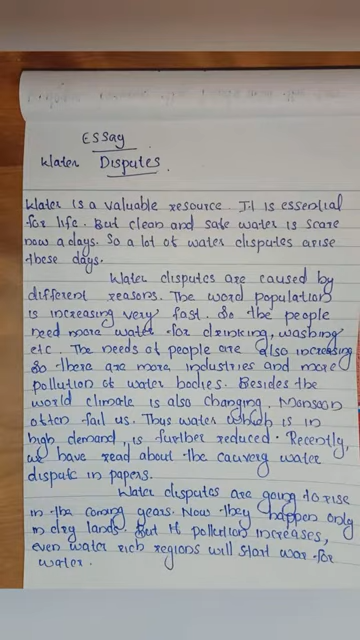 Essay
Water Disputes
Water is a valuable resource. It is essential
for life. But clean and safe water is scare
now a days. So a lot of water disputes arise
these days.
Water disputes are caused by
different reasons. The word population
is increasing very fast. So the people
need more water for drinking, washing
etc. The needs of people are also increasing
So there are more industries and more
pollution of water bodies. Besides the
world climate is also changing. Monsoon
often fail us. Thus water which is in
high demand, is further reduced. Recently,
we have read about the cauvery water
dispute in papers.
Water disputes are going to rise
in the coming years. Now they happen only
in dry lands. But if pollution increases,
even water rich regions will start war for
water.